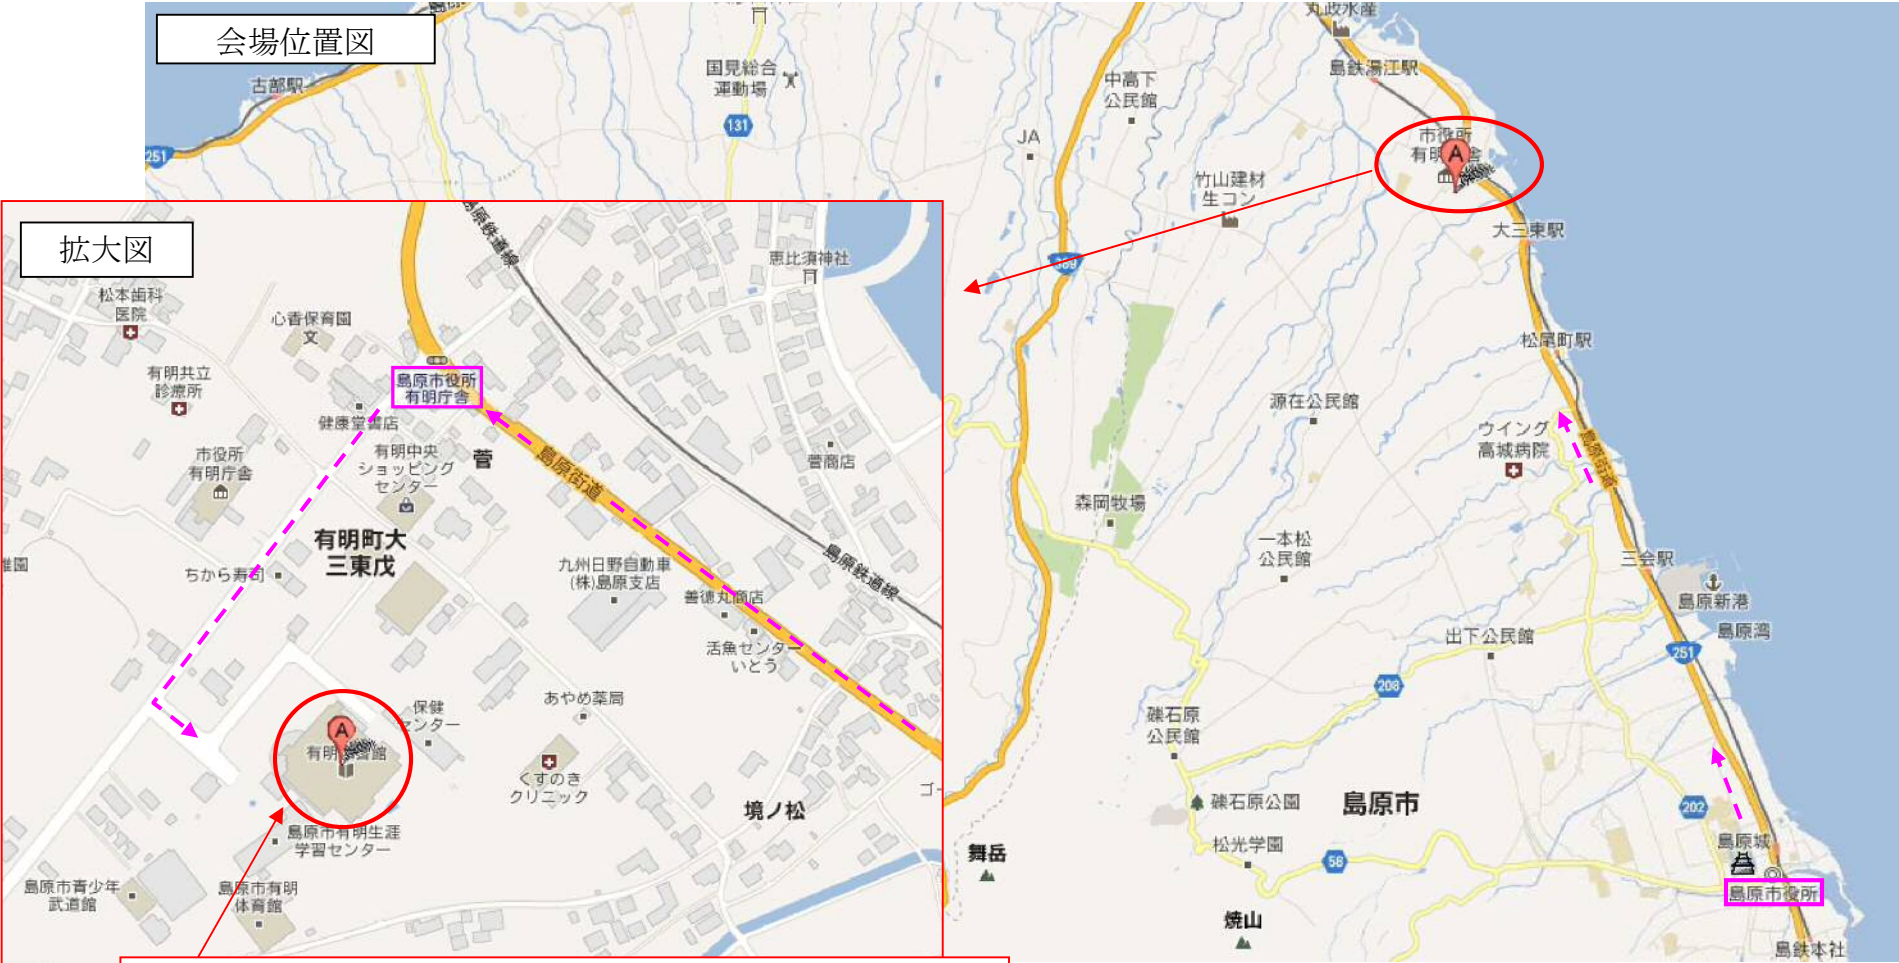 会場位置図
古部駅
251
国見総合
運動場
131
中高下
公民館
JA
竹山建材
生コン
丸政水産
島鉄湯江駅
市役所
A
大三東駅
松尾町駅
源在公民館
ウイング
高城病院
島原街道
森岡牧場
一本松
公民館
三会駅
島原新港
島原湾
出下公民館
251
208
礫石原
公民館
礫石原公園
島原市
202
松光学園
58
島原城
島原市役所
舞岳
焼山
島鉄本社
拡大図
島原鉄道線
恵比須神社
松本歯科
医院
心香保育園
文
有明共立
診療所
島原市役所
有明庁舎
健康堂書店
市役所
有明庁舎
有明中央
ショッピング
センター
菅
島原街道
菅商店
有明町大
三東戊
ちから寿司
九州日野自動車
(株)島原支店
善徳丸商店
島原鉄道線
活魚センター
いとう
あやめ薬局
保健
センター
A
くすのき
クリニック
境ノ松
島原市有明生涯
学習センター
島原市青少年
武道館
島原市有明
体育館